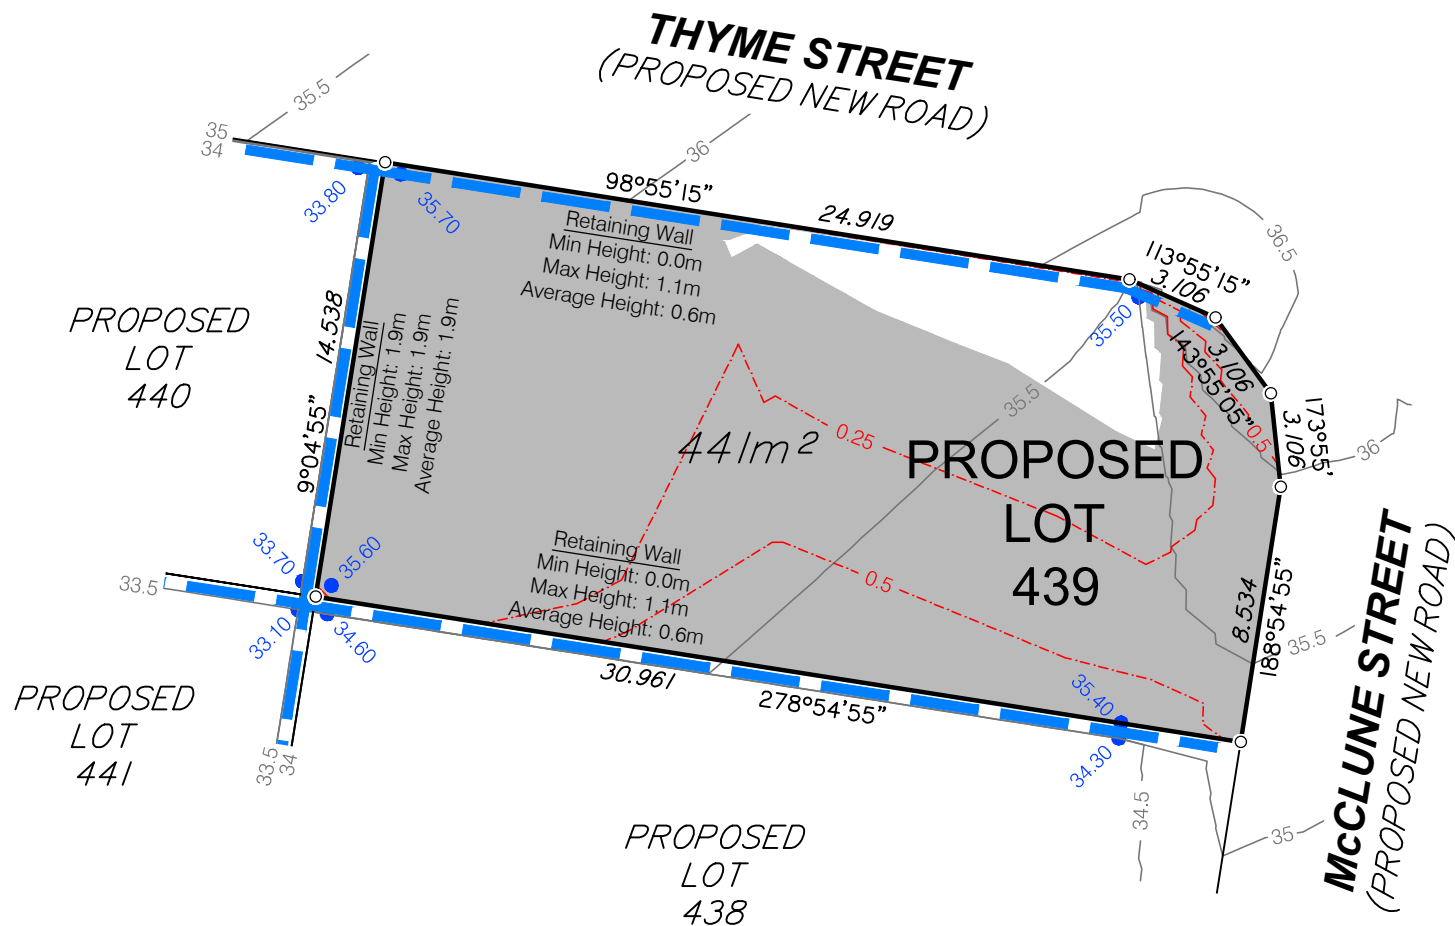 THYME STREET
(PROPOSED NEW ROAD)
35.5
35
34
36
33.80
35.70
98°55'15"
24.919
36.5
113°55'15"
3.106
Retaining Wall
Min Height: 0.0m
Max Height: 1.1m
Average Height: 0.6m
35.50
3.106
143°55'05"
PROPOSED
LOT
440
14.538
9°04'55"
Retaining Wall
Min Height: 1.9m
Max Height: 1.9m
Average Height: 1.9m
35.5
441m²
0.25
0.5
173°55'
3.106
36
PROPOSED
LOT
439
33.70
35.60
33.5
33.10
34.60
Retaining Wall
Min Height: 0.0m
Max Height: 1.1m
Average Height: 0.6m
0.5
8.534
188°54'55"
35.5
30.961
278°54'55"
35.40
34.30
McCLUNE STREET
(PROPOSED NEW ROAD)
PROPOSED
LOT
441
33.5
34
34.5
35
PROPOSED
LOT
438